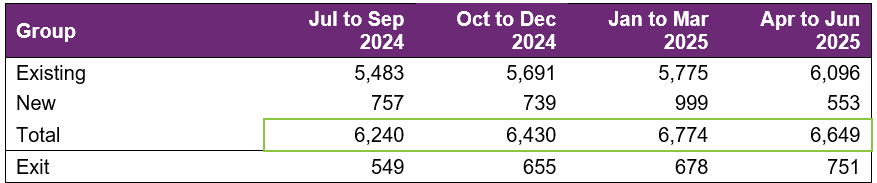 Group Jul to Sep 2024 Oct to Dec 2024 Jan to Mar 2025 Apr to Jun 2025
Existing 5,483 5,691 5,775 6,096
New 757 739 999 553
Total 6,240 6,430 6,774 6,649
Exit 549 655 678 751